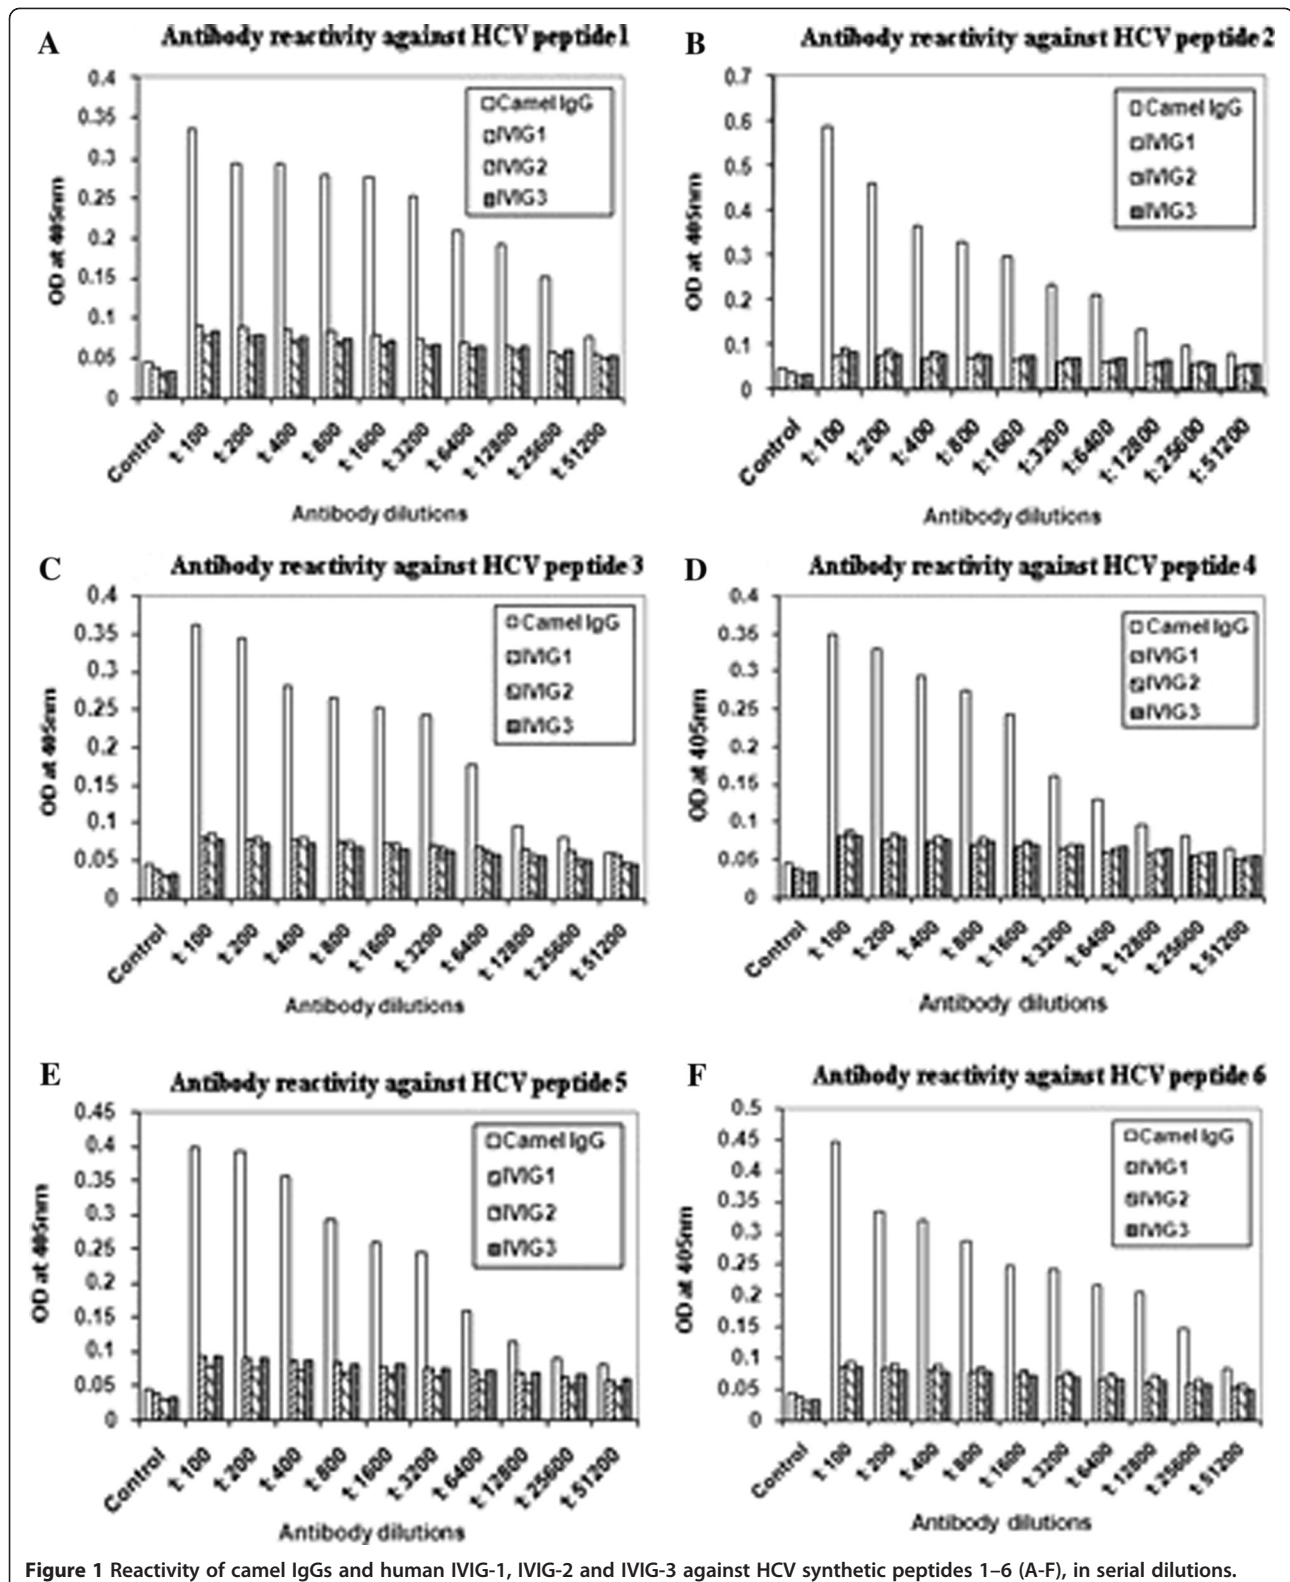 A
Antibody reactivity against HCV peptide 1
0.4
0.35
0.3
0.25
0.2
0.15
0.1
0.05
0
OD at 405nm
Camel IgG
IVIG1
IVIG2
IVIG3
Control
1:100
1:200
1:400
1:800
1:1600
1:3200
1:6400
1:12800
1:25600
1:51200
Antibody dilutions
B
Antibody reactivity against HCV peptide 2
0.7
0.6
0.5
0.4
0.3
0.2
0.1
0
OD at 405nm
Camel IgG
IVIG1
IVIG2
IVIG3
Control
1:100
1:200
1:400
1:800
1:1600
1:3200
1:6400
1:12800
1:25600
1:51200
Antibody dilutions
C
Antibody reactivity against HCV peptide 3
0.4
0.35
0.3
0.25
0.2
0.15
0.1
0.05
0
OD at 405nm
Camel IgG
IVIG1
IVIG2
IVIG3
Control
1:100
1:200
1:400
1:800
1:1600
1:3200
1:6400
1:12800
1:25600
1:51200
Antibody dilutions
D
Antibody reactivity against HCV peptide 4
0.4
0.35
0.3
0.25
0.2
0.15
0.1
0.05
0
OD at 405nm
Camel IgG
IVIG1
IVIG2
IVIG3
Control
1:100
1:200
1:400
1:800
1:1600
1:3200
1:6400
1:12800
1:25600
1:51200
Antibody dilutions
E
Antibody reactivity against HCV peptide 5
0.45
0.4
0.35
0.3
0.25
0.2
0.15
0.1
0.05
0
OD at 405nm
Camel IgG
IVIG1
IVIG2
IVIG3
Control
1:100
1:200
1:400
1:800
1:1600
1:3200
1:6400
1:12800
1:25600
1:51200
Antibody dilutions
F
Antibody reactivity against HCV peptide 6
0.5
0.45
0.4
0.35
0.3
0.25
0.2
0.15
0.1
0.05
0
OD at 405nm
Camel IgG
IVIG1
IVIG2
IVIG3
Control
1:100
1:200
1:400
1:800
1:1600
1:3200
1:6400
1:12800
1:25600
1:51200
Antibody dilutions
Figure 1 Reactivity of camel IgGs and human IVIG-1, IVIG-2 and IVIG-3 against HCV synthetic peptides 1–6 (A-F), in serial dilutions.